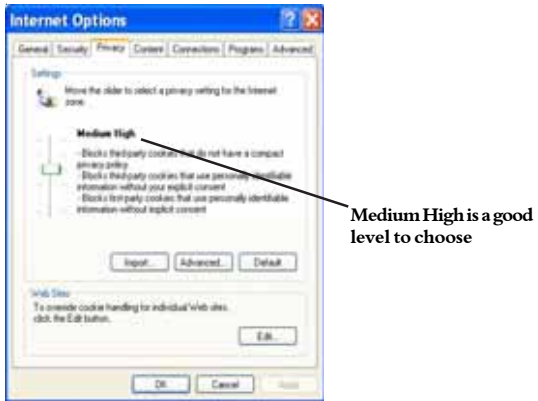 Internet Options
General Security Privacy Content Connections Programs Advanced
Settings
Move the slider to select a privacy setting for the Internet
zone.
Medium High
- Blocks third-party cookies that do not have a compact
privacy policy
- Blocks third-party cookies that use personally identifiable
information without your explicit consent
- Blocks first-party cookies that use personally identifiable
information without implicit consent
Import... Advanced... Default
Web Sites
To override cookie handling for individual Web sites,
click the Edit button.
Edit...
OK Cancel Apply
Medium High is a good
level to choose